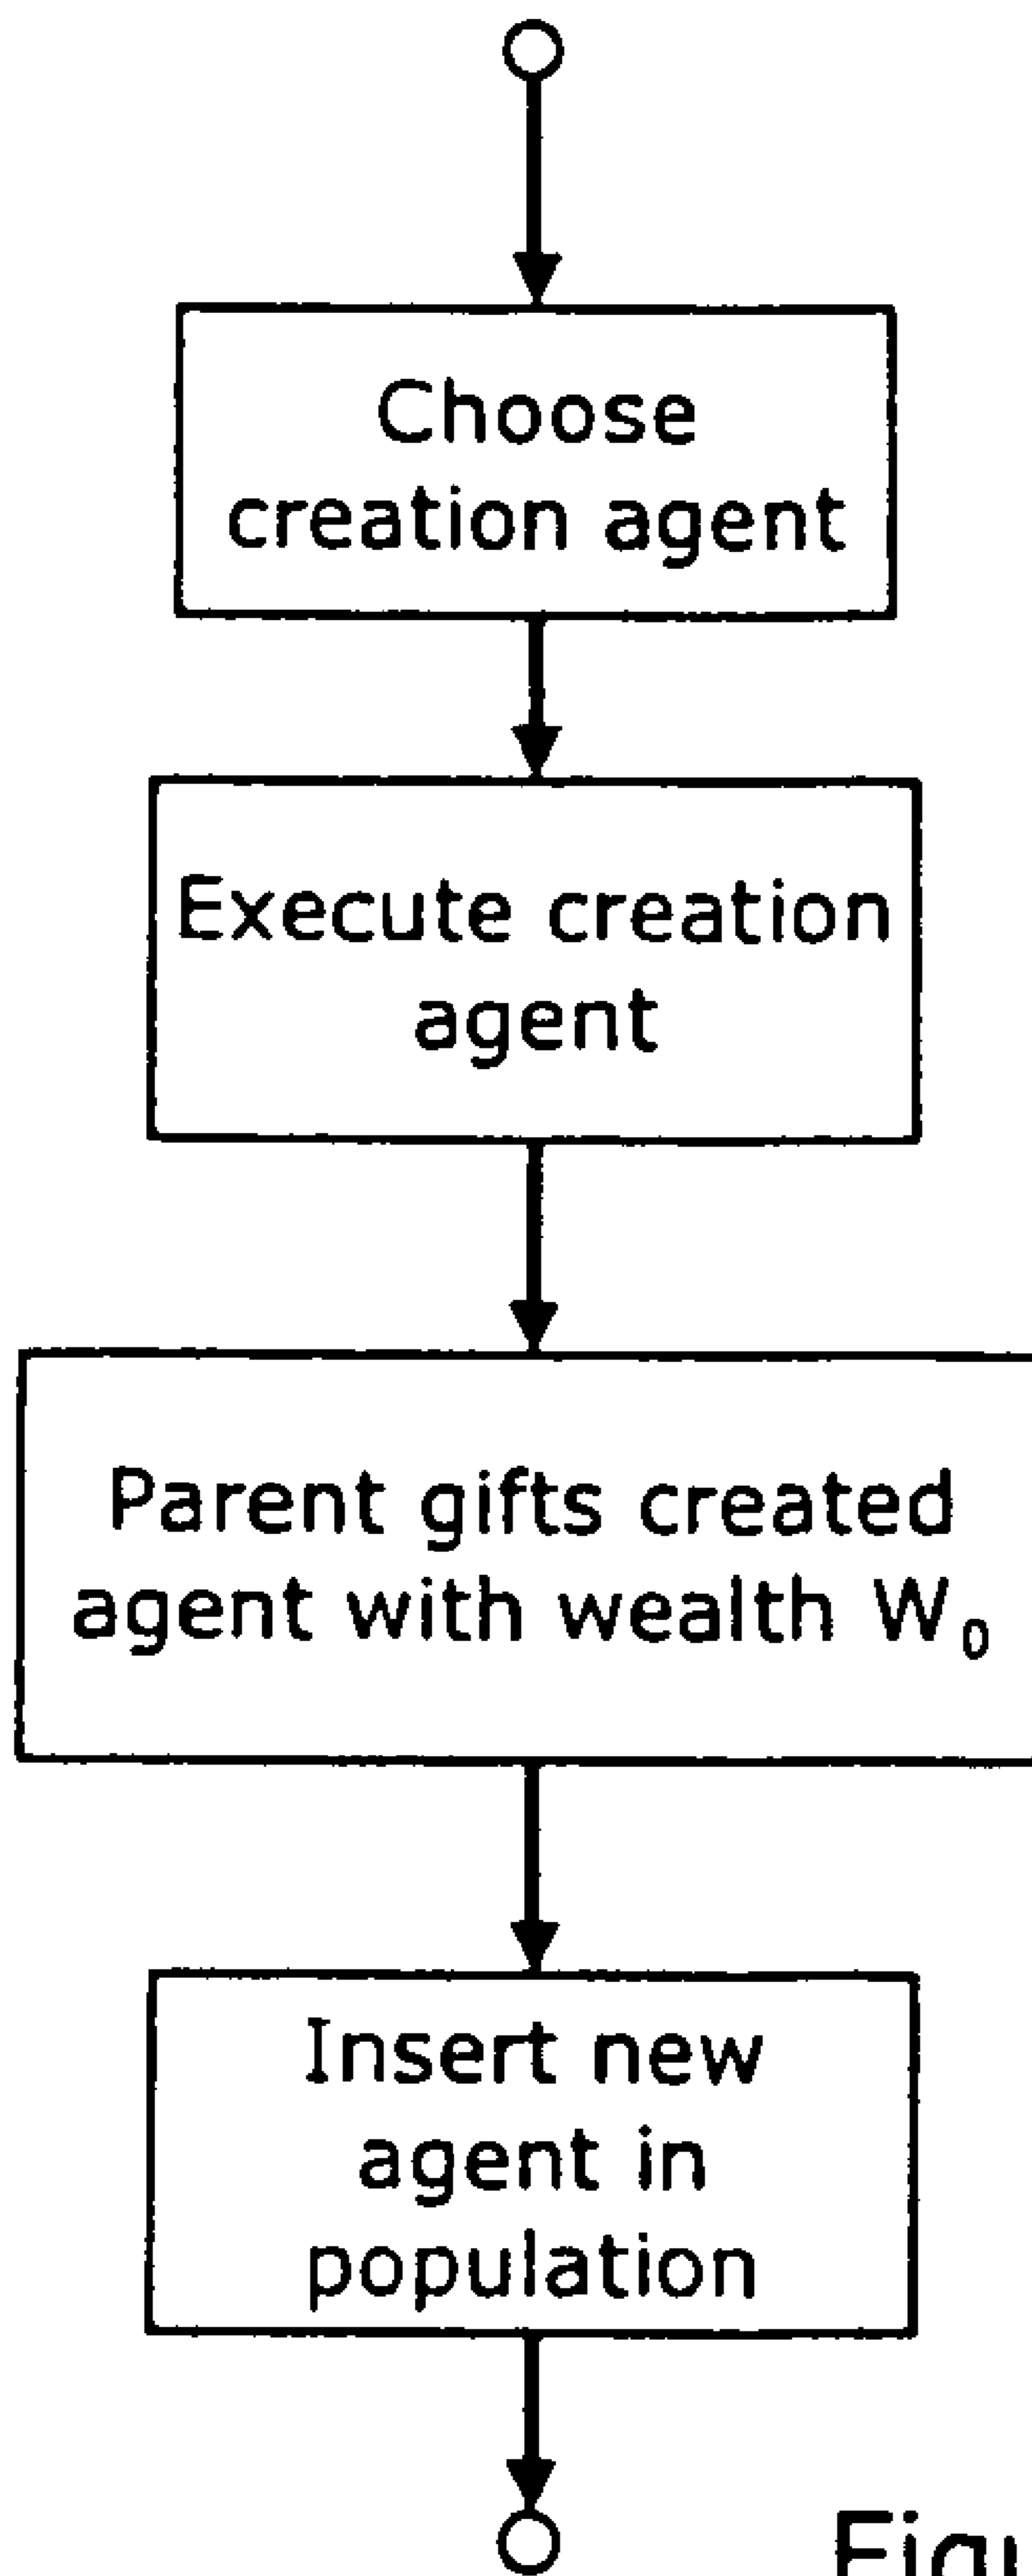 Choose
creation agent
Execute creation
agent
Parent gifts created
agent with wealth W₀
Insert new
agent in
population